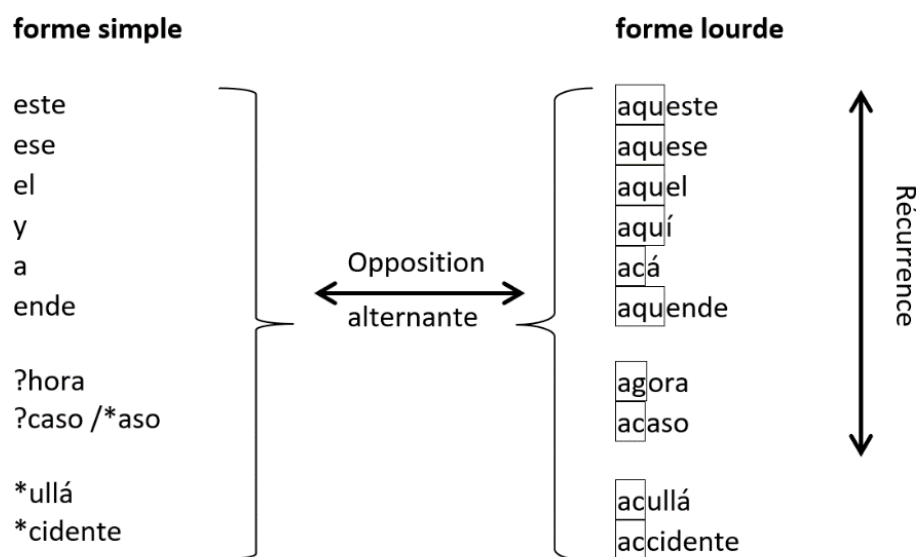 forme simple
forme lourde
este
aqueste
ese
aquese
el
aquel
y
aquí
a
acá
ende
aquende
Opposition
alternante
Récurrence
?hora
agora
?caso /*aso
acaso
*ullá
acullá
*cidente
accidente